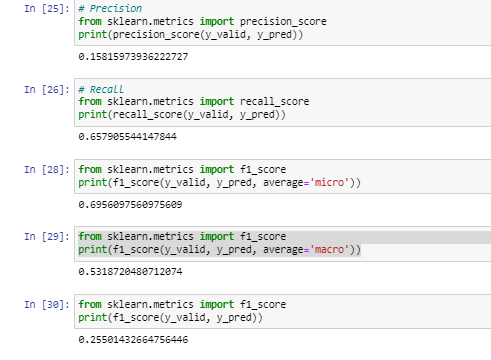 In [25]: # Precision
from sklearn.metrics import precision_score
print(precision_score(y_valid, y_pred))
0.15815973936222727
In [26]: # Recall
from sklearn.metrics import recall_score
print(recall_score(y_valid, y_pred))
0.657905544147844
In [28]: from sklearn.metrics import f1_score
print(f1_score(y_valid, y_pred, average='micro'))
0.6956097560975609
In [29]: from sklearn.metrics import f1_score
print(f1_score(y_valid, y_pred, average='macro'))
0.5318720480712074
In [30]: from sklearn.metrics import f1_score
print(f1_score(y_valid, y_pred))
0.25501432664756446